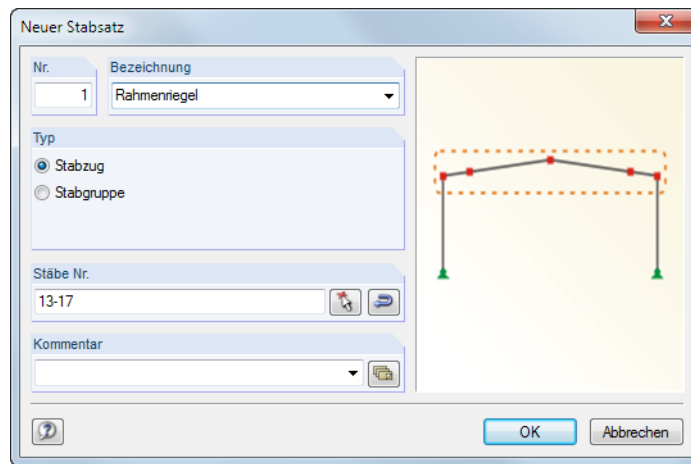 Neuer Stabsatz
Nr.
Bezeichnung
1
Rahmenriegel
Typ
Stabzug
Stabgruppe
Stäbe Nr.
13-17
Kommentar
OK
Abbrechen